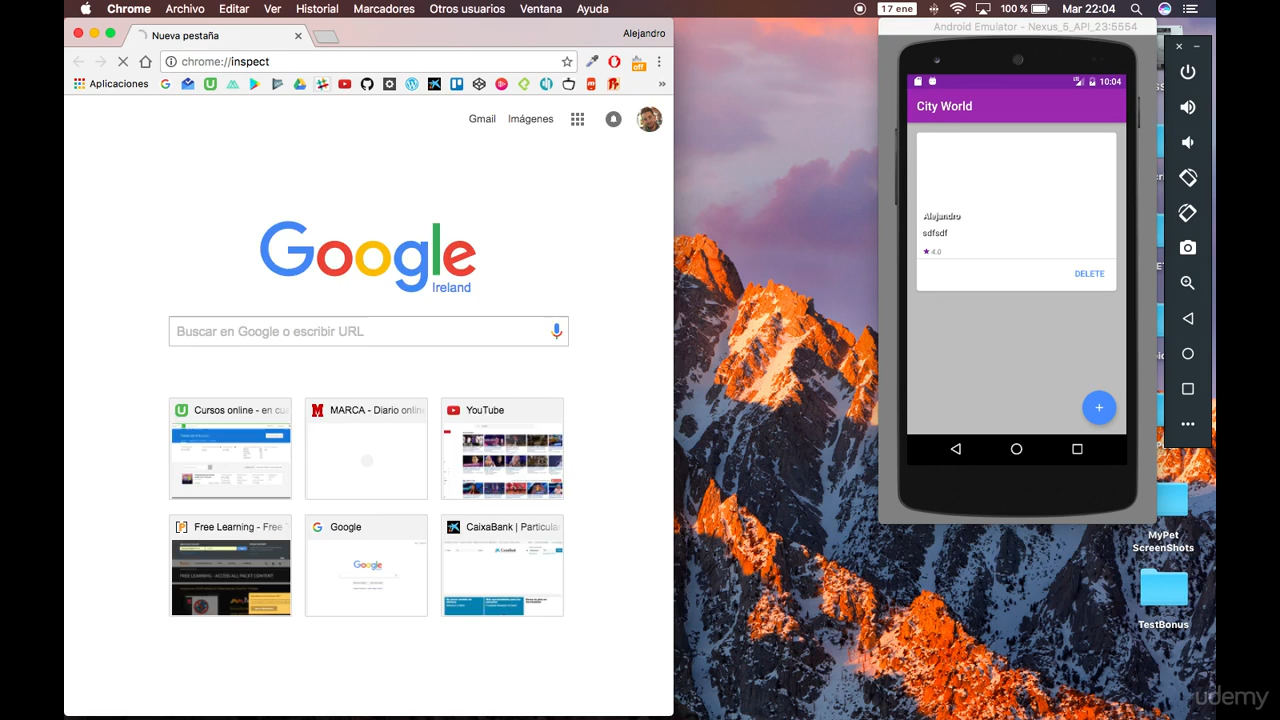 Chrome Archivo Editar Ver Historial Marcadores Otros usuarios Ventana Ayuda 17 ene 100 % Mar 22:04
Nueva pestaña
Alejandro
chrome://inspect
off
Aplicaciones
»
Gmail Imágenes
Google
Ireland
Buscar en Google o escribir URL
Cursos online - en cu
MARCA - Diario online
YouTube
Free Learning - Free
Google
CaixaBank | Particula
Android Emulator - Nexus_5_API_23:5554
10:04
City World
Alejandro
sdfsdf
4.0
DELETE
+
MyPet
ScreenShots
TestBonus
udemy